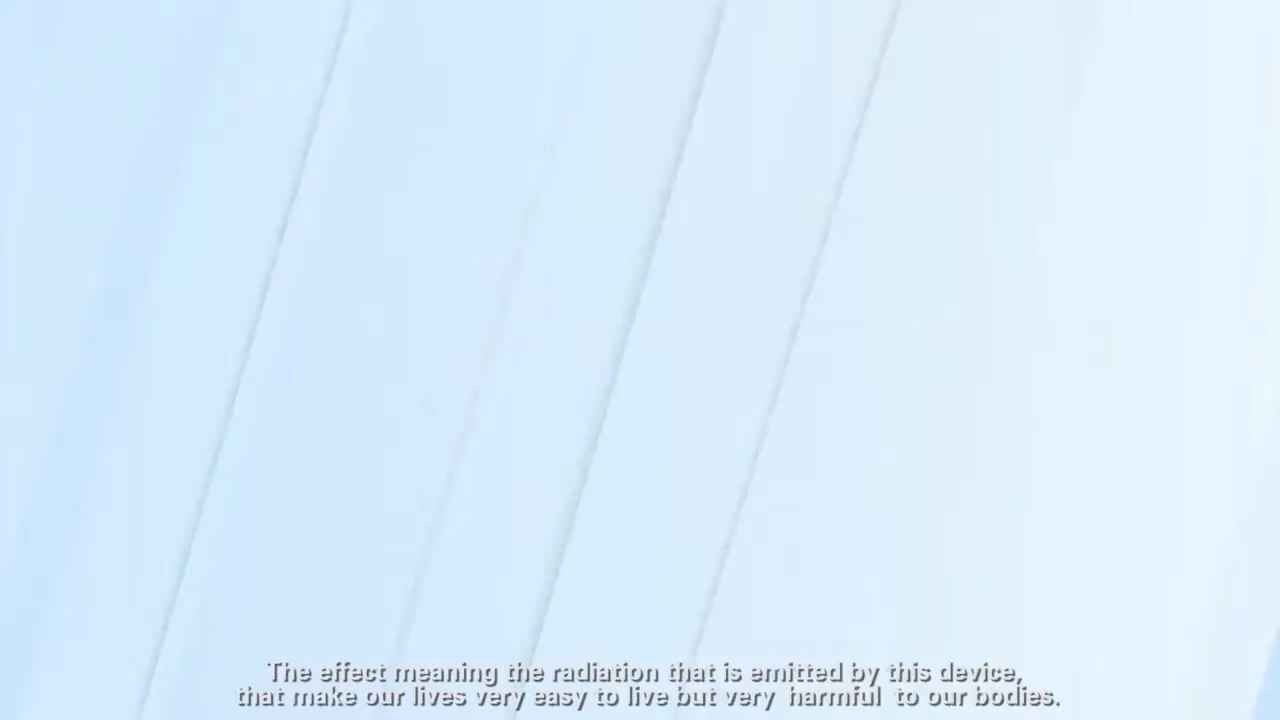 The effect meaning the radiation that is emitted by this device,
that make our lives very easy to live but very harmful to our bodies.